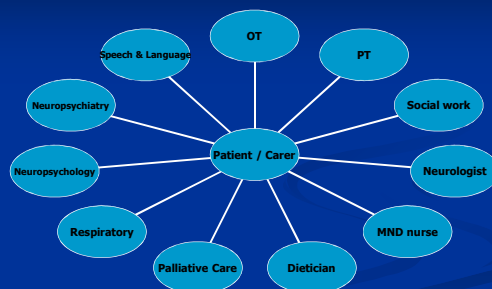 OT
Speech & Language
PT
Neuropsychiatry
Social work
Patient / Carer
Neuropsychology
Neurologist
Respiratory
MND nurse
Palliative Care
Dietician